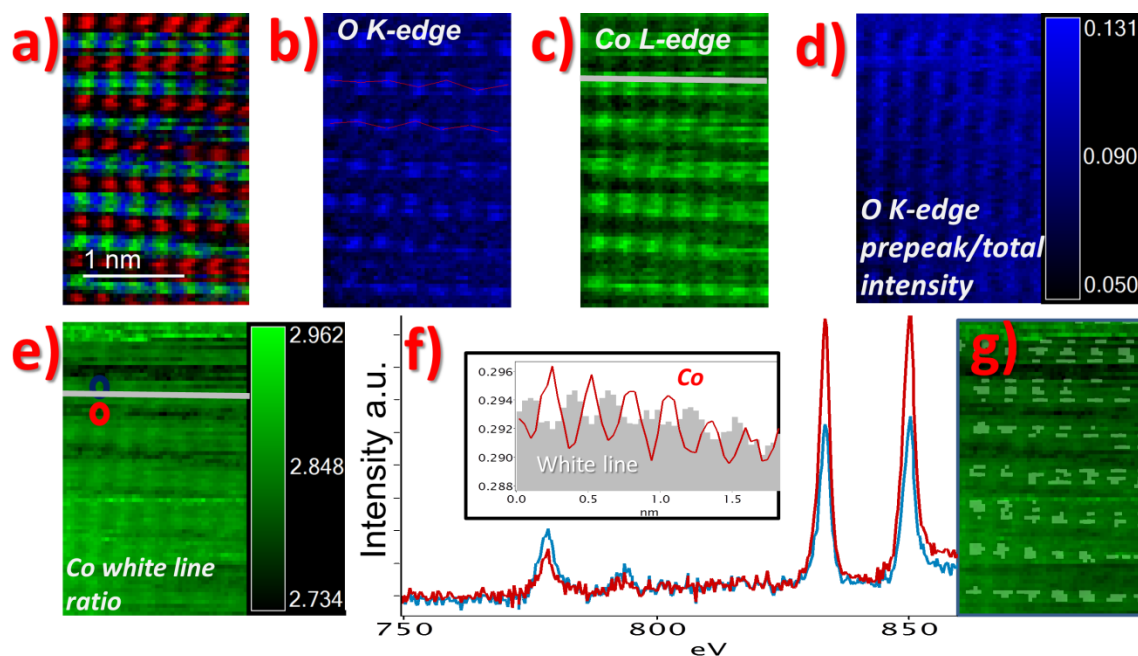 a)
1 nm
b)
O K-edge
c)
Co L-edge
d)
O K-edge
prepeak/total
intensity
0.131
0.090
0.050
e)
Co white line
ratio
2.962
2.848
2.734
f)
Intensity a.u.
0.296
0.294
0.292
0.290
0.288
Co
White line
0.0 0.5 1.0 1.5
nm
750 800 850
eV
g)